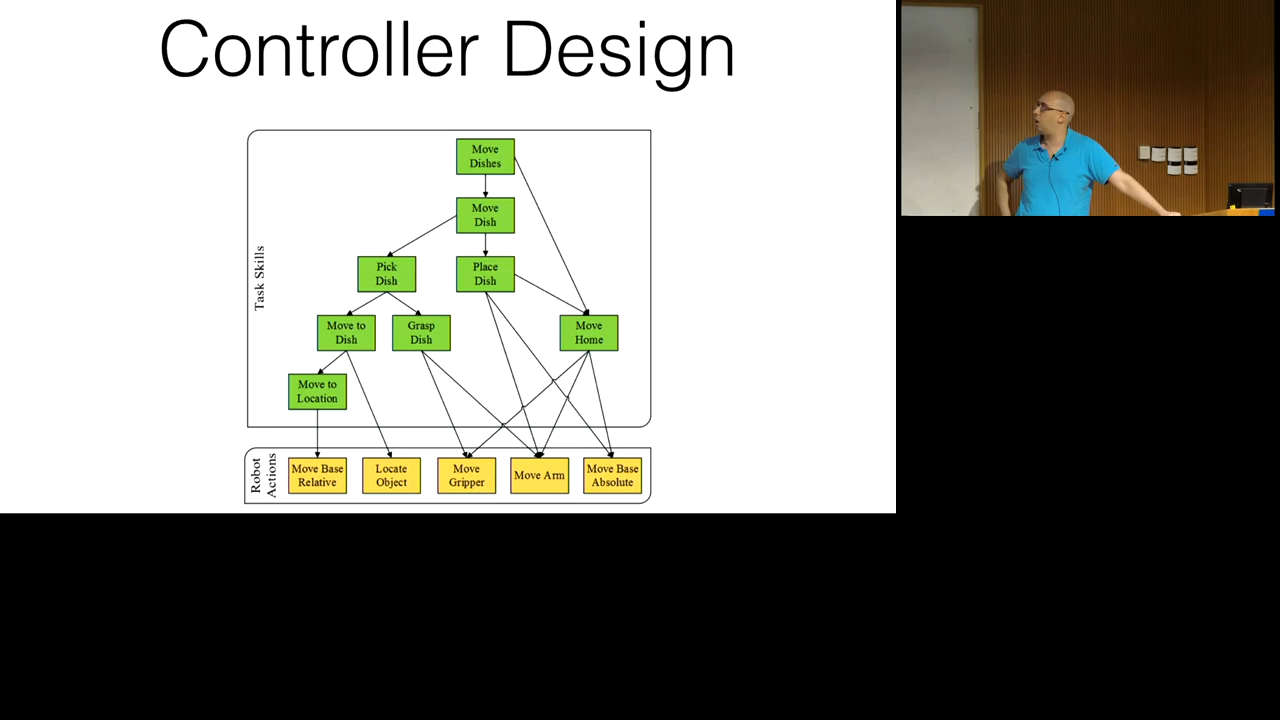 Controller Design
Task Skills
Move
Dishes
Move
Dish
Pick
Dish
Place
Dish
Move to
Dish
Grasp
Dish
Move
Home
Move to
Location
Robot
Actions
Move Base
Relative
Locate
Object
Move
Gripper
Move Arm
Move Base
Absolute